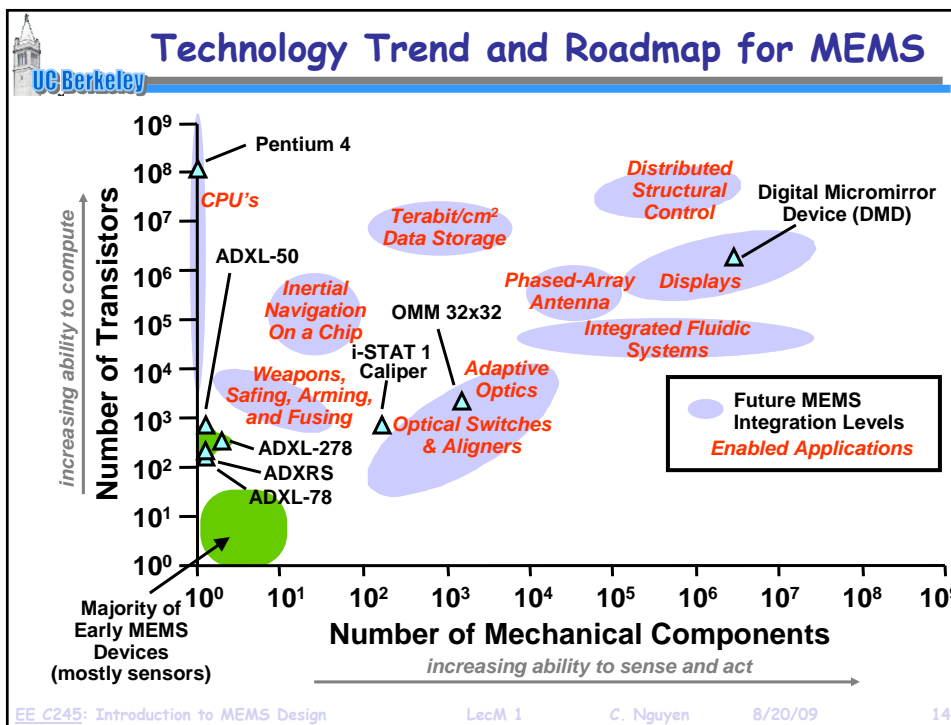 Technology Trend and Roadmap for MEMS
UC Berkeley
Number of Transistors
increasing ability to compute
10⁹
10⁸
10⁷
10⁶
10⁵
10⁴
10³
10²
10¹
10⁰
Pentium 4
CPU's
ADXL-50
Inertial
Navigation
On a Chip
Terabit/cm²
Data Storage
Distributed
Structural
Control
Digital Micromirror
Device (DMD)
Displays
Phased-Array
Antenna
OMM 32x32
i-STAT 1
Caliper
Integrated Fluidic
Systems
Weapons,
Safing, Arming,
and Fusing
Adaptive
Optics
Optical Switches
& Aligners
ADXL-278
ADXRS
ADXL-78
Future MEMS
Integration Levels
Enabled Applications
10⁰ 10¹ 10² 10³ 10⁴ 10⁵ 10⁶ 10⁷ 10⁸ 10⁹
Majority of
Early MEMS
Devices
(mostly sensors)
Number of Mechanical Components
increasing ability to sense and act
EE C245: Introduction to MEMS Design LecM 1 C. Nguyen 8/20/09 14